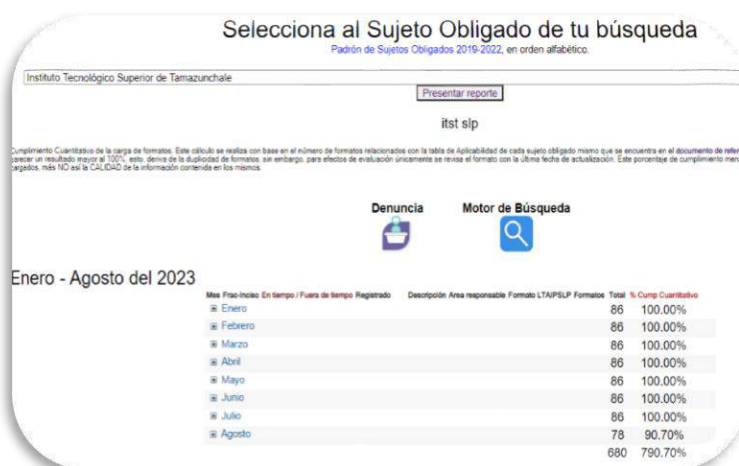 Selecciona al Sujeto Obligado de tu búsqueda
Padrón de Sujetos Obligados 2019-2022, en orden alfabético.
Instituto Tecnológico Superior de Tamazunchale
Presentar reporte
itst slp
Cumplimiento Cuantitativo de la carga de formatos. Este cálculo se realiza con base en el número de formatos relacionados con la tabla de Aplicabilidad de cada sujeto obligado mismo que se encuentra en el documento de refer
parecer un resultado mayor al 100%, esto, deriva de la duplicidad de formatos, sin embargo, para efectos de evaluación únicamente se revisa el formato con la última fecha de actualización. Este porcentaje de cumplimiento men
cargados, más NO así la CALIDAD de la información contenida en los mismos.
Denuncia Motor de Búsqueda
Enero - Agosto del 2023
Mes Frac-Inciso En tiempo / Fuera de tiempo Registrado Descripción Area responsable Formato LTAIPSLP Formatos Total % Cump Cuantitativo
Enero 86 100.00%
Febrero 86 100.00%
Marzo 86 100.00%
Abril 86 100.00%
Mayo 86 100.00%
Junio 86 100.00%
Julio 86 100.00%
Agosto 78 90.70%
680 790.70%